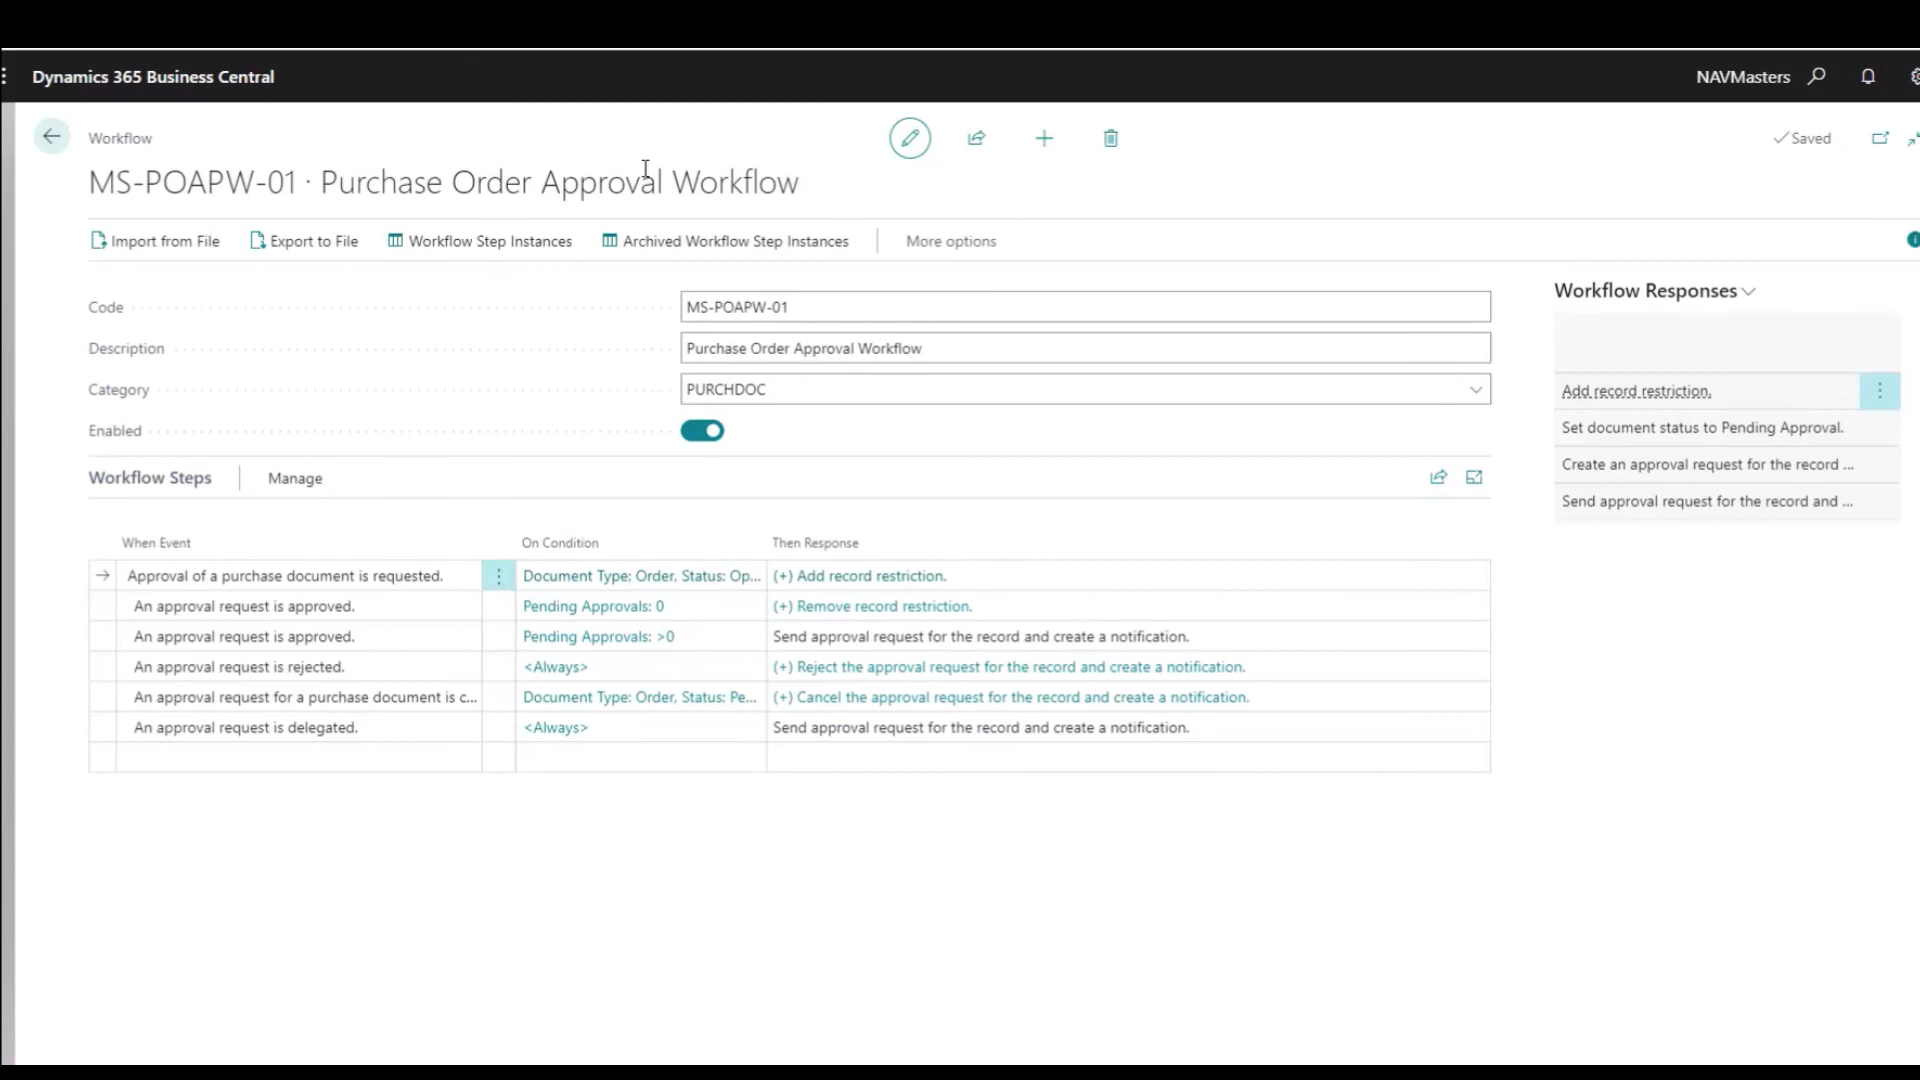 Dynamics 365 Business Central
NAVMasters
Workflow
Saved
MS-POAPW-01 · Purchase Order Approval Workflow
Import from File
Export to File
Workflow Step Instances
Archived Workflow Step Instances
More options
Code
MS-POAPW-01
Description
Purchase Order Approval Workflow
Category
PURCHDOC
Enabled
Workflow Steps
Manage
When Event
On Condition
Then Response
Approval of a purchase document is requested.
Document Type: Order, Status: Op...
(+) Add record restriction.
An approval request is approved.
Pending Approvals: 0
(+) Remove record restriction.
An approval request is approved.
Pending Approvals: >0
Send approval request for the record and create a notification.
An approval request is rejected.
<Always>
(+) Reject the approval request for the record and create a notification.
An approval request for a purchase document is c...
Document Type: Order, Status: Pe...
(+) Cancel the approval request for the record and create a notification.
An approval request is delegated.
<Always>
Send approval request for the record and create a notification.
Workflow Responses
Add record restriction.
Set document status to Pending Approval.
Create an approval request for the record ...
Send approval request for the record and ...